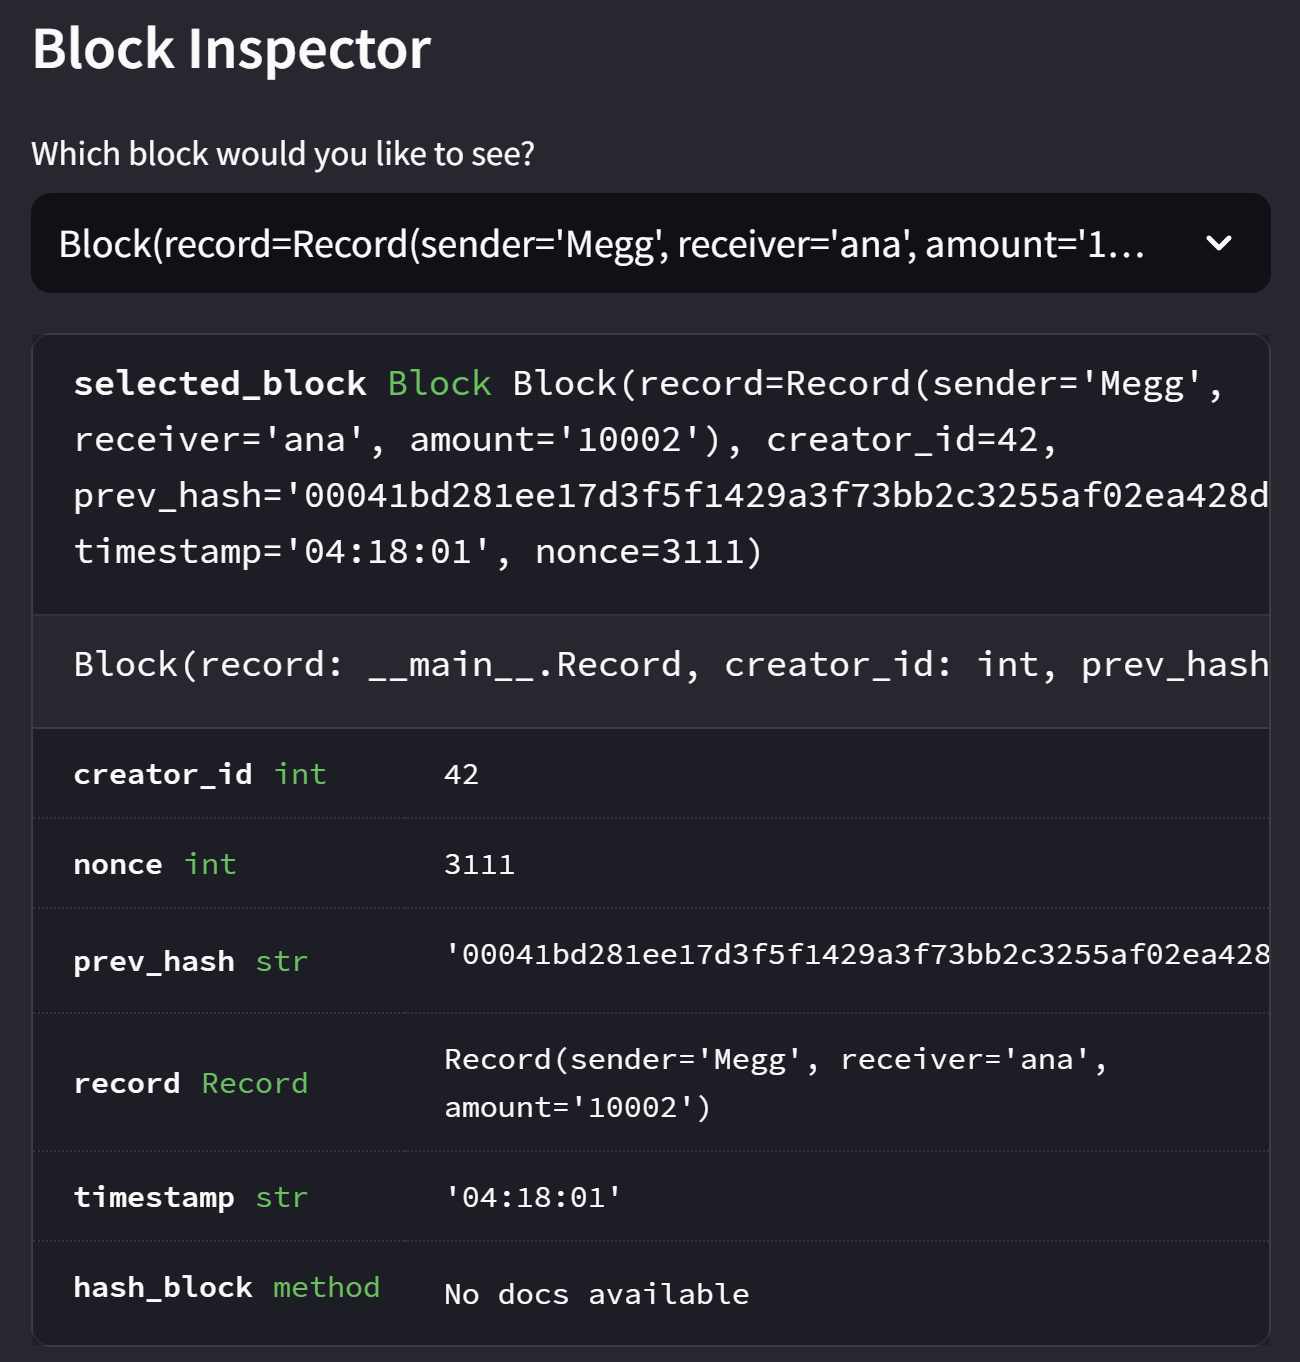 Block Inspector
Which block would you like to see?
Block(record=Record(sender='Megg', receiver='ana', amount='1...
selected_block Block Block(record=Record(sender='Megg',
receiver='ana', amount='10002'), creator_id=42,
prev_hash='00041bd281ee17d3f5f1429a3f73bb2c3255af02ea428d
timestamp='04:18:01', nonce=3111)
Block(record: __main__.Record, creator_id: int, prev_hash
creator_id int 42
nonce int 3111
prev_hash str '00041bd281ee17d3f5f1429a3f73bb2c3255af02ea428
record Record Record(sender='Megg', receiver='ana',
amount='10002')
timestamp str '04:18:01'
hash_block method No docs available